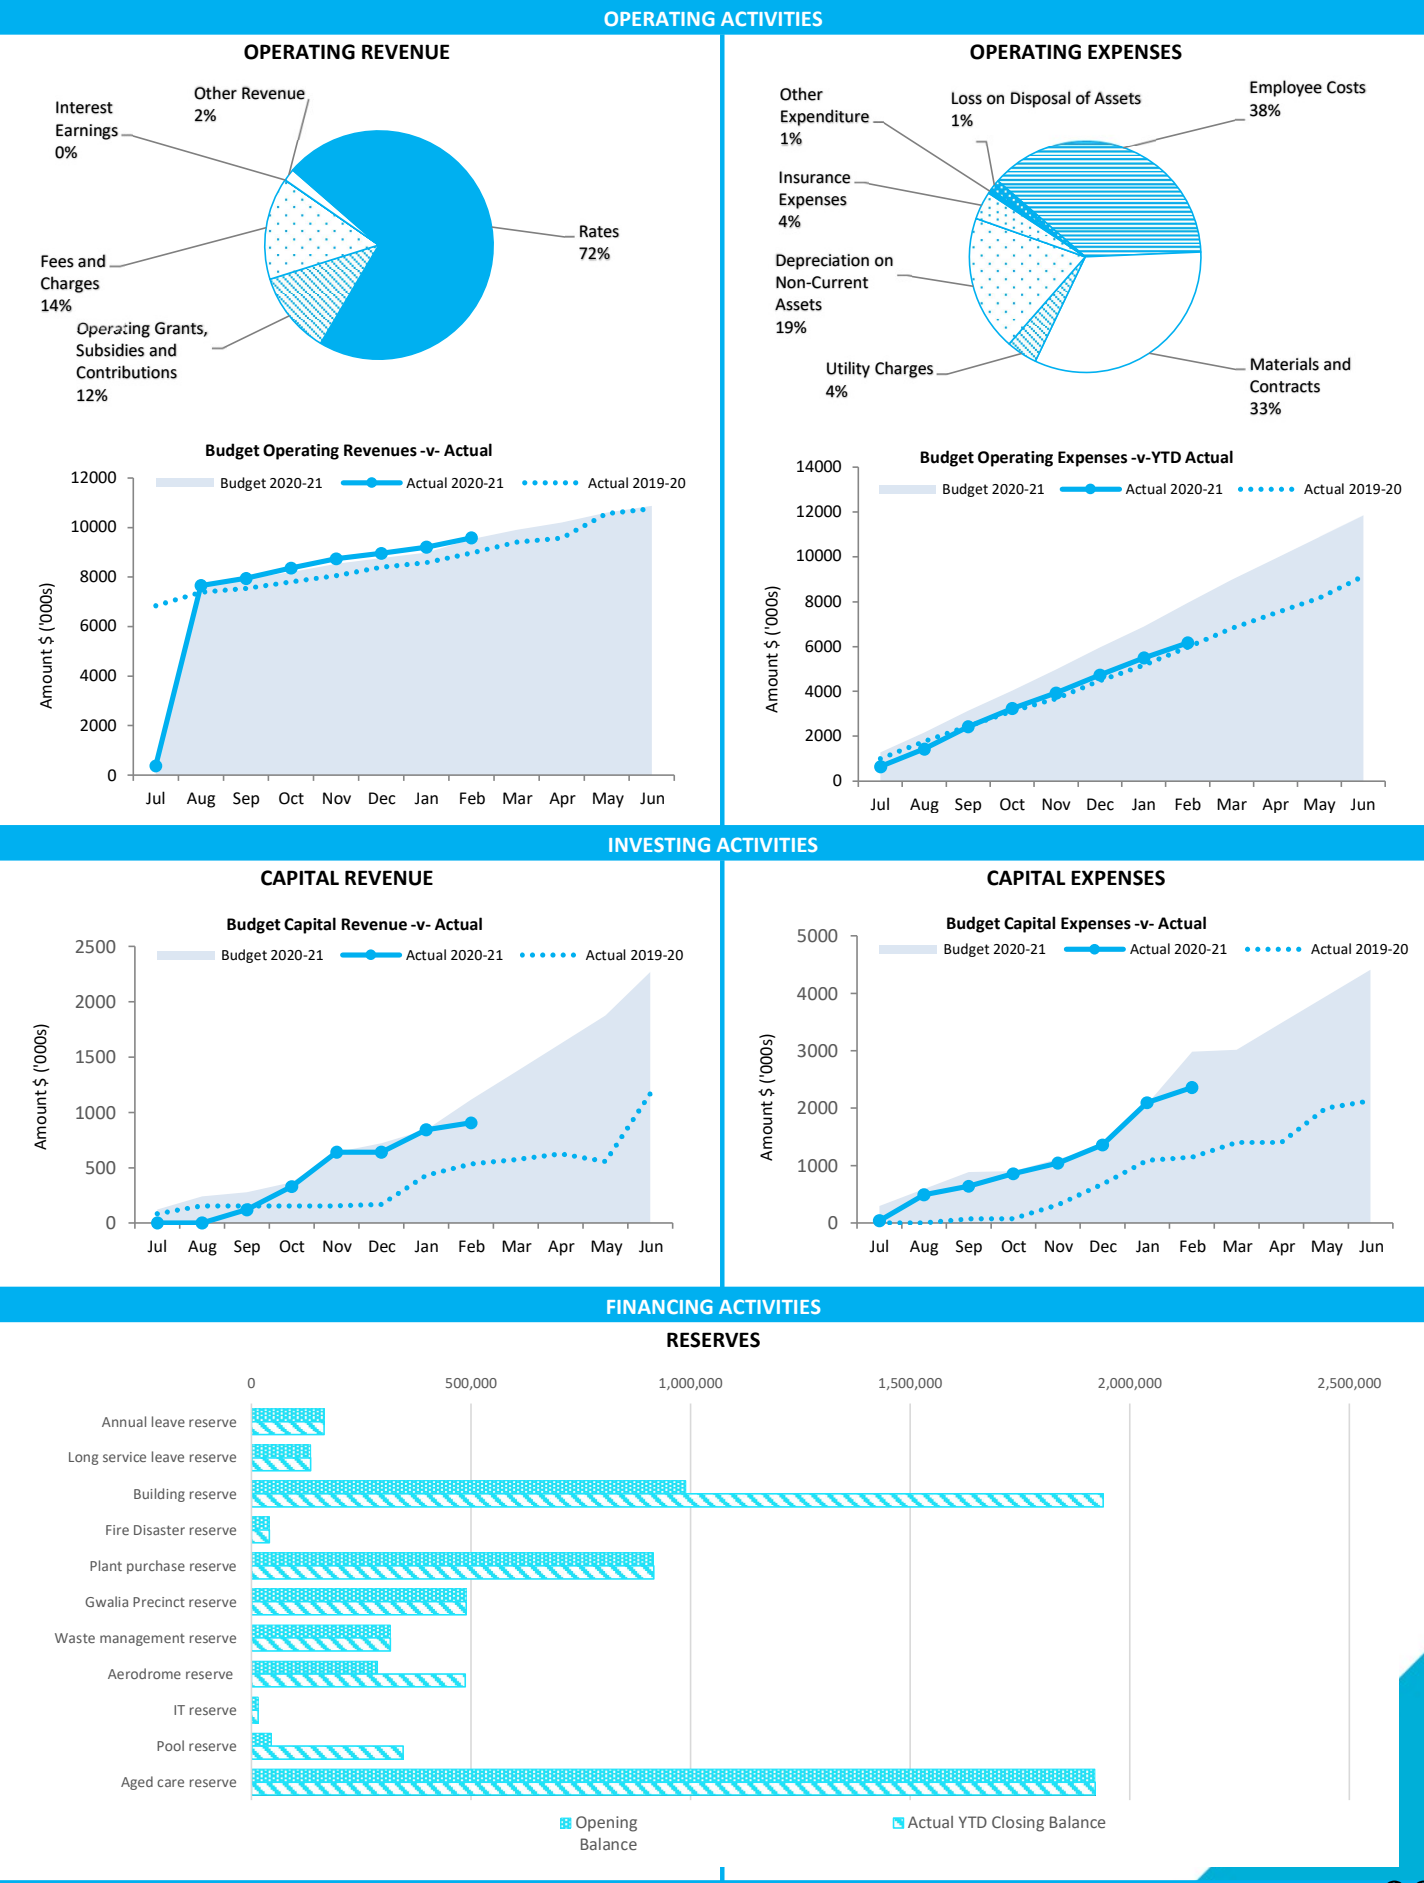 OPERATING ACTIVITIES
OPERATING REVENUE
Other Revenue
2%
Interest
Earnings
0%
Rates
72%
Fees and
Charges
14%
Operating Grants,
Subsidies and
Contributions
12%
OPERATING EXPENSES
Employee Costs
38%
Loss on Disposal of Assets
1%
Other
Expenditure
1%
Insurance
Expenses
4%
Depreciation on
Non-Current
Assets
19%
Utility Charges
4%
Materials and
Contracts
33%
Budget Operating Revenues -v- Actual
Budget 2020-21 Actual 2020-21 Actual 2019-20
12000
10000
8000
6000
4000
2000
0
Amount $ ('000s)
Jul Aug Sep Oct Nov Dec Jan Feb Mar Apr May Jun
Budget Operating Expenses -v-YTD Actual
Budget 2020-21 Actual 2020-21 Actual 2019-20
14000
12000
10000
8000
6000
4000
2000
0
Amount $ ('000s)
Jul Aug Sep Oct Nov Dec Jan Feb Mar Apr May Jun
INVESTING ACTIVITIES
CAPITAL REVENUE
Budget Capital Revenue -v- Actual
Budget 2020-21 Actual 2020-21 Actual 2019-20
2500
2000
1500
1000
500
0
Amount $ ('000s)
Jul Aug Sep Oct Nov Dec Jan Feb Mar Apr May Jun
CAPITAL EXPENSES
Budget Capital Expenses -v- Actual
Budget 2020-21 Actual 2020-21 Actual 2019-20
5000
4000
3000
2000
1000
0
Amount $ ('000s)
Jul Aug Sep Oct Nov Dec Jan Feb Mar Apr May Jun
FINANCING ACTIVITIES
RESERVES
0 500,000 1,000,000 1,500,000 2,000,000 2,500,000
Annual leave reserve
Long service leave reserve
Building reserve
Fire Disaster reserve
Plant purchase reserve
Gwalia Precinct reserve
Waste management reserve
Aerodrome reserve
IT reserve
Pool reserve
Aged care reserve
Opening
Balance
Actual YTD Closing Balance